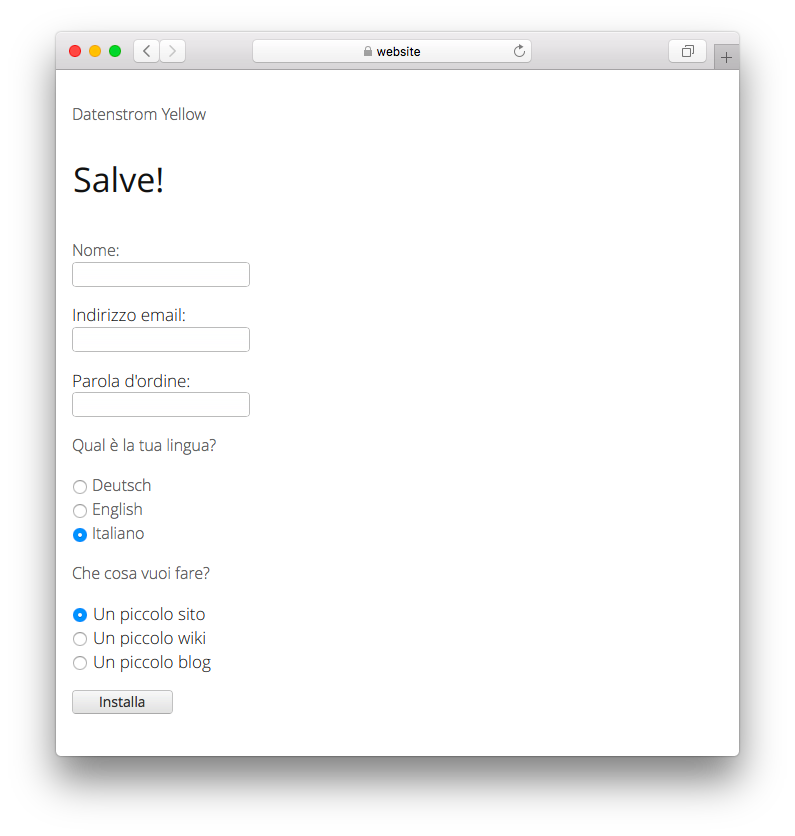 website
Datenstrom Yellow
Salve!
Nome:
Indirizzo email:
Parola d'ordine:
Qual è la tua lingua?
Deutsch
English
Italiano
Che cosa vuoi fare?
Un piccolo sito
Un piccolo wiki
Un piccolo blog
Installa